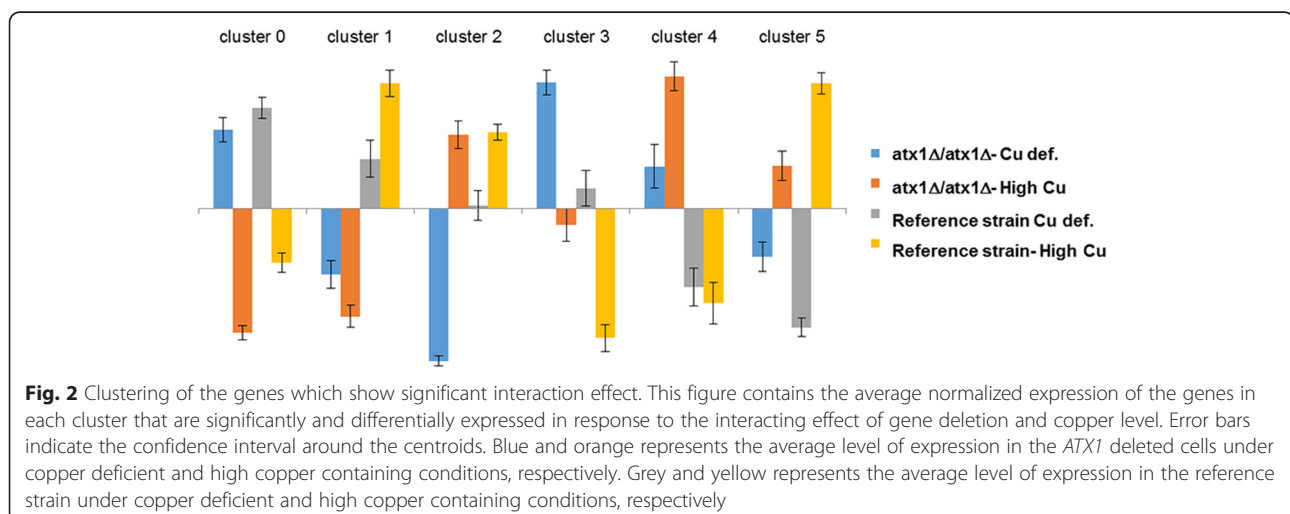 cluster 0 cluster 1 cluster 2 cluster 3 cluster 4 cluster 5
atx1Δ/atx1Δ- Cu def.
atx1Δ/atx1Δ- High Cu
Reference strain Cu def.
Reference strain- High Cu
Fig. 2 Clustering of the genes which show significant interaction effect. This figure contains the average normalized expression of the genes in
each cluster that are significantly and differentially expressed in response to the interacting effect of gene deletion and copper level. Error bars
indicate the confidence interval around the centroids. Blue and orange represents the average level of expression in the ATX1 deleted cells under
copper deficient and high copper containing conditions, respectively. Grey and yellow represents the average level of expression in the reference
strain under copper deficient and high copper containing conditions, respectively